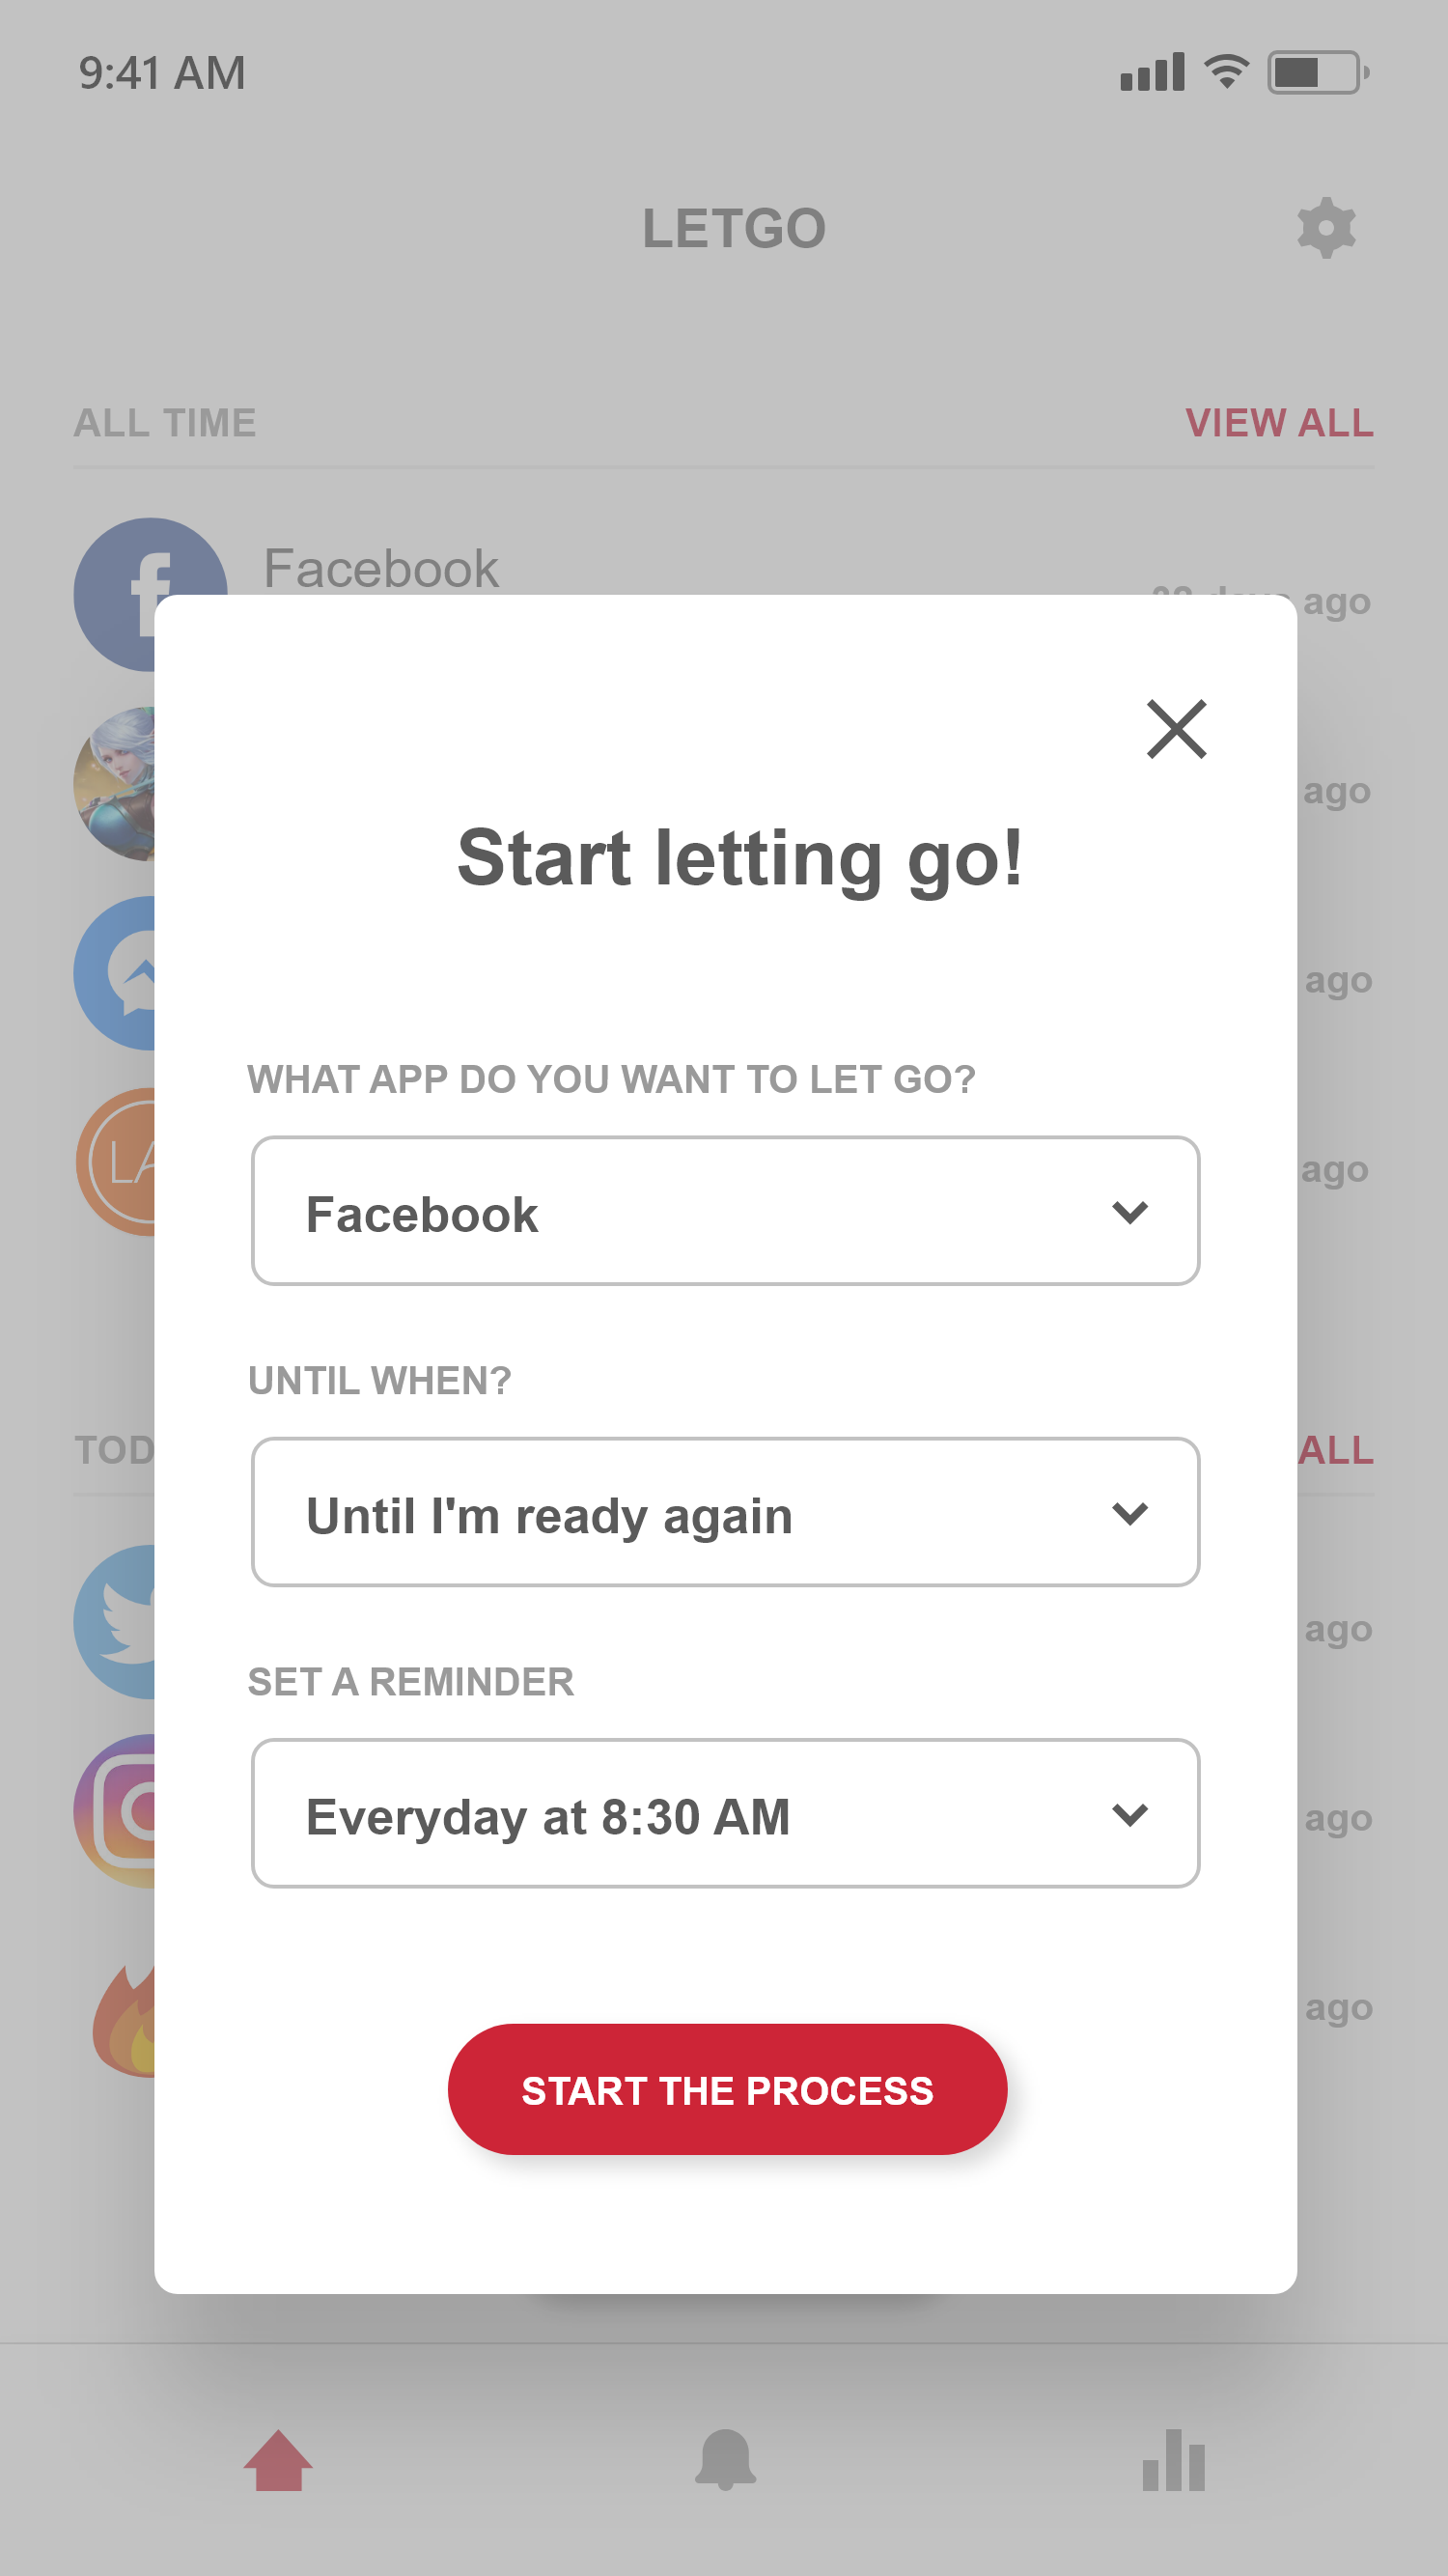 9:41 AM
LETGO
ALL TIME
VIEW ALL
Facebook
ago
Start letting go!
ago
ago
WHAT APP DO YOU WANT TO LET GO?
LA
ago
Facebook
UNTIL WHEN?
TOD
ALL
Until I'm ready again
ago
SET A REMINDER
Everyday at 8:30 AM
ago
ago
START THE PROCESS